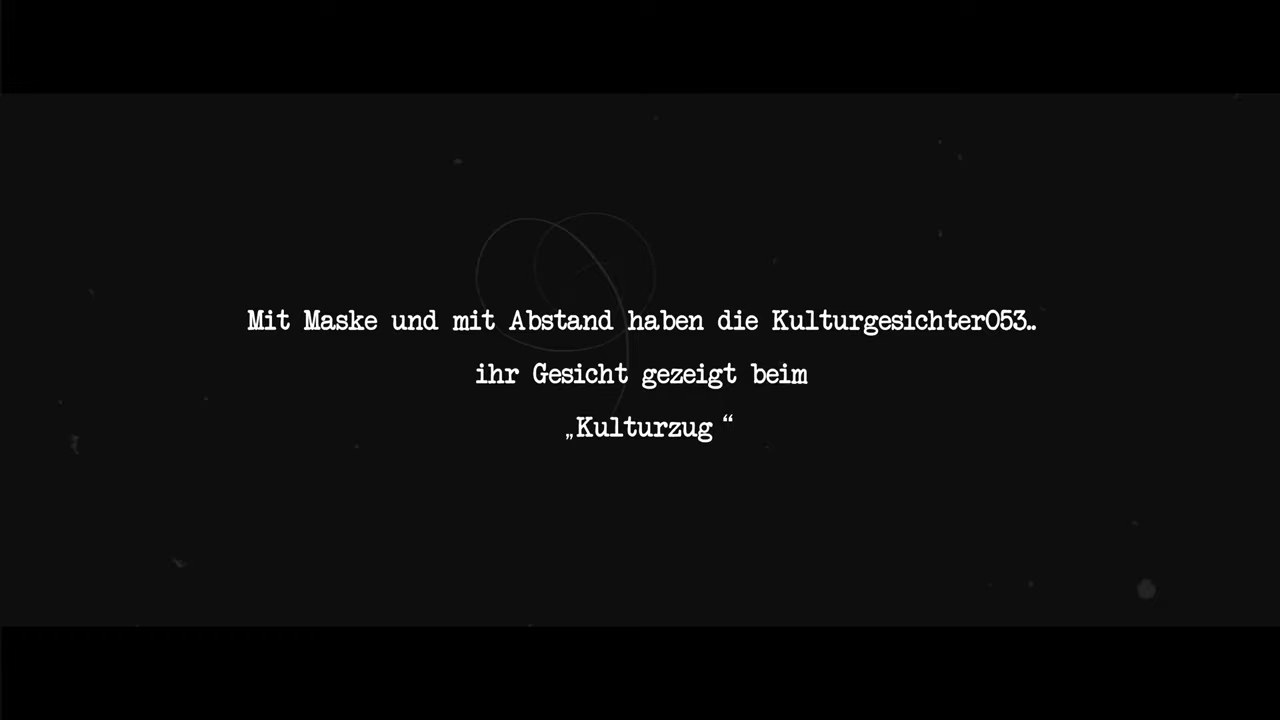 Mit Maske und mit Abstand haben die Kulturgesichter053..
ihr Gesicht gezeigt beim
„Kulturzug “